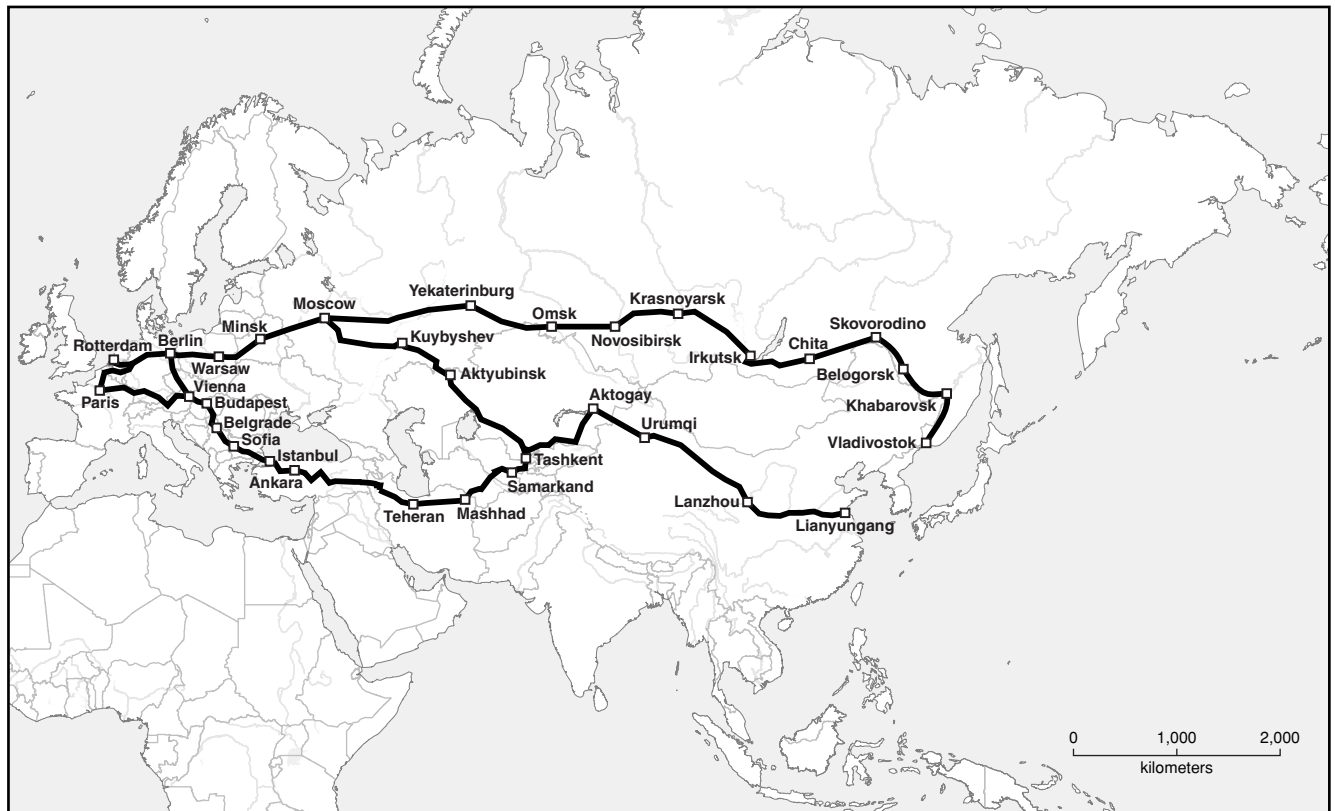 Yekaterinburg
Krasnoyarsk
Moscow
Omsk
Skovorodino
Minsk
Kuybyshev
Novosibirsk
Berlin
Rotterdam
Chita
Irkutsk
Warsaw
Aktyubinsk
Belogorsk
Vienna
Aktogay
Paris
Budapest
Khabarovsk
Urumqi
Belgrade
Sofia
Vladivostok
Istanbul
Tashkent
Ankara
Samarkand
Lanzhou
Teheran
Mashhad
Lianyungang
0 1,000 2,000
kilometers